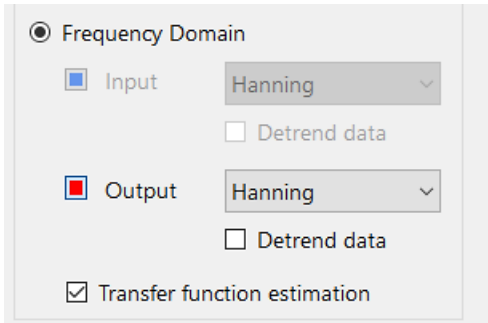 Frequency Domain
Input Hanning
Detrend data
Output Hanning
Detrend data
Transfer function estimation